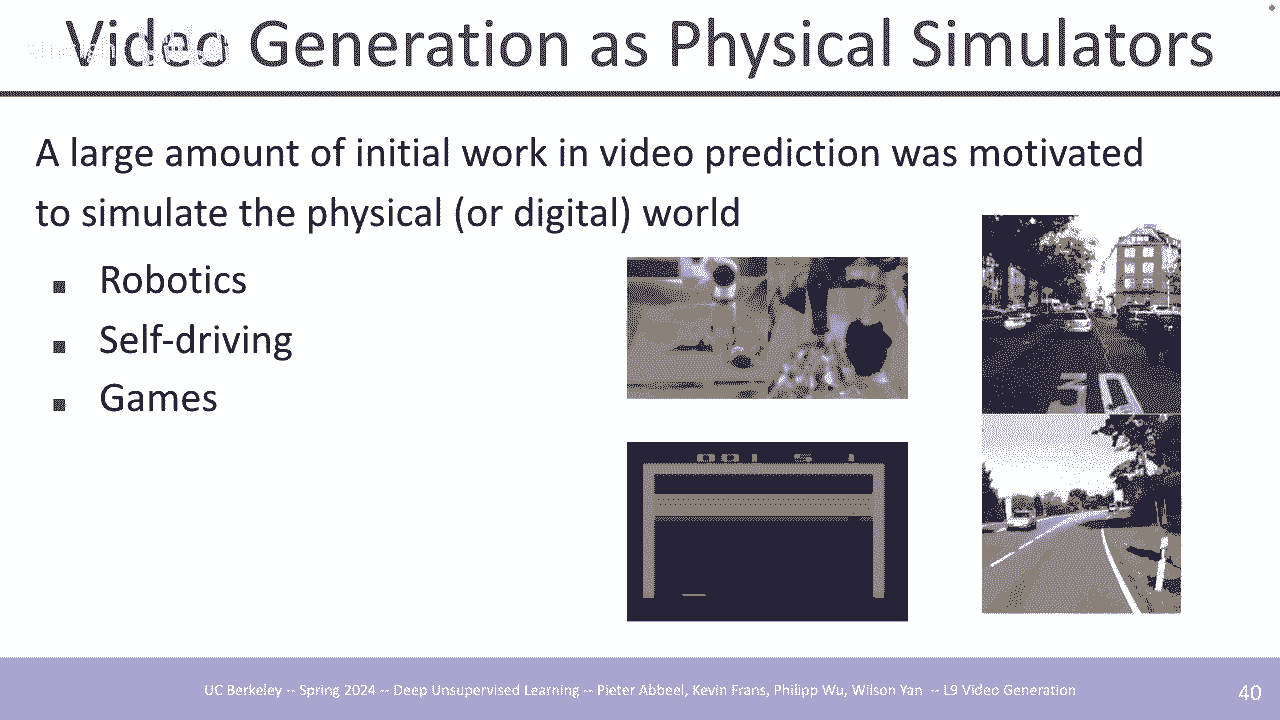 Video Generation as Physical Simulators
A large amount of initial work in video prediction was motivated
to simulate the physical (or digital) world
▪ Robotics
▪ Self-driving
▪ Games
001 5 1
UC Berkeley -- Spring 2024 -- Deep Unsupervised Learning -- Pieter Abbeel, Kevin Frans, Philipp Wu, Wilson Yan -- L9 Video Generation
40